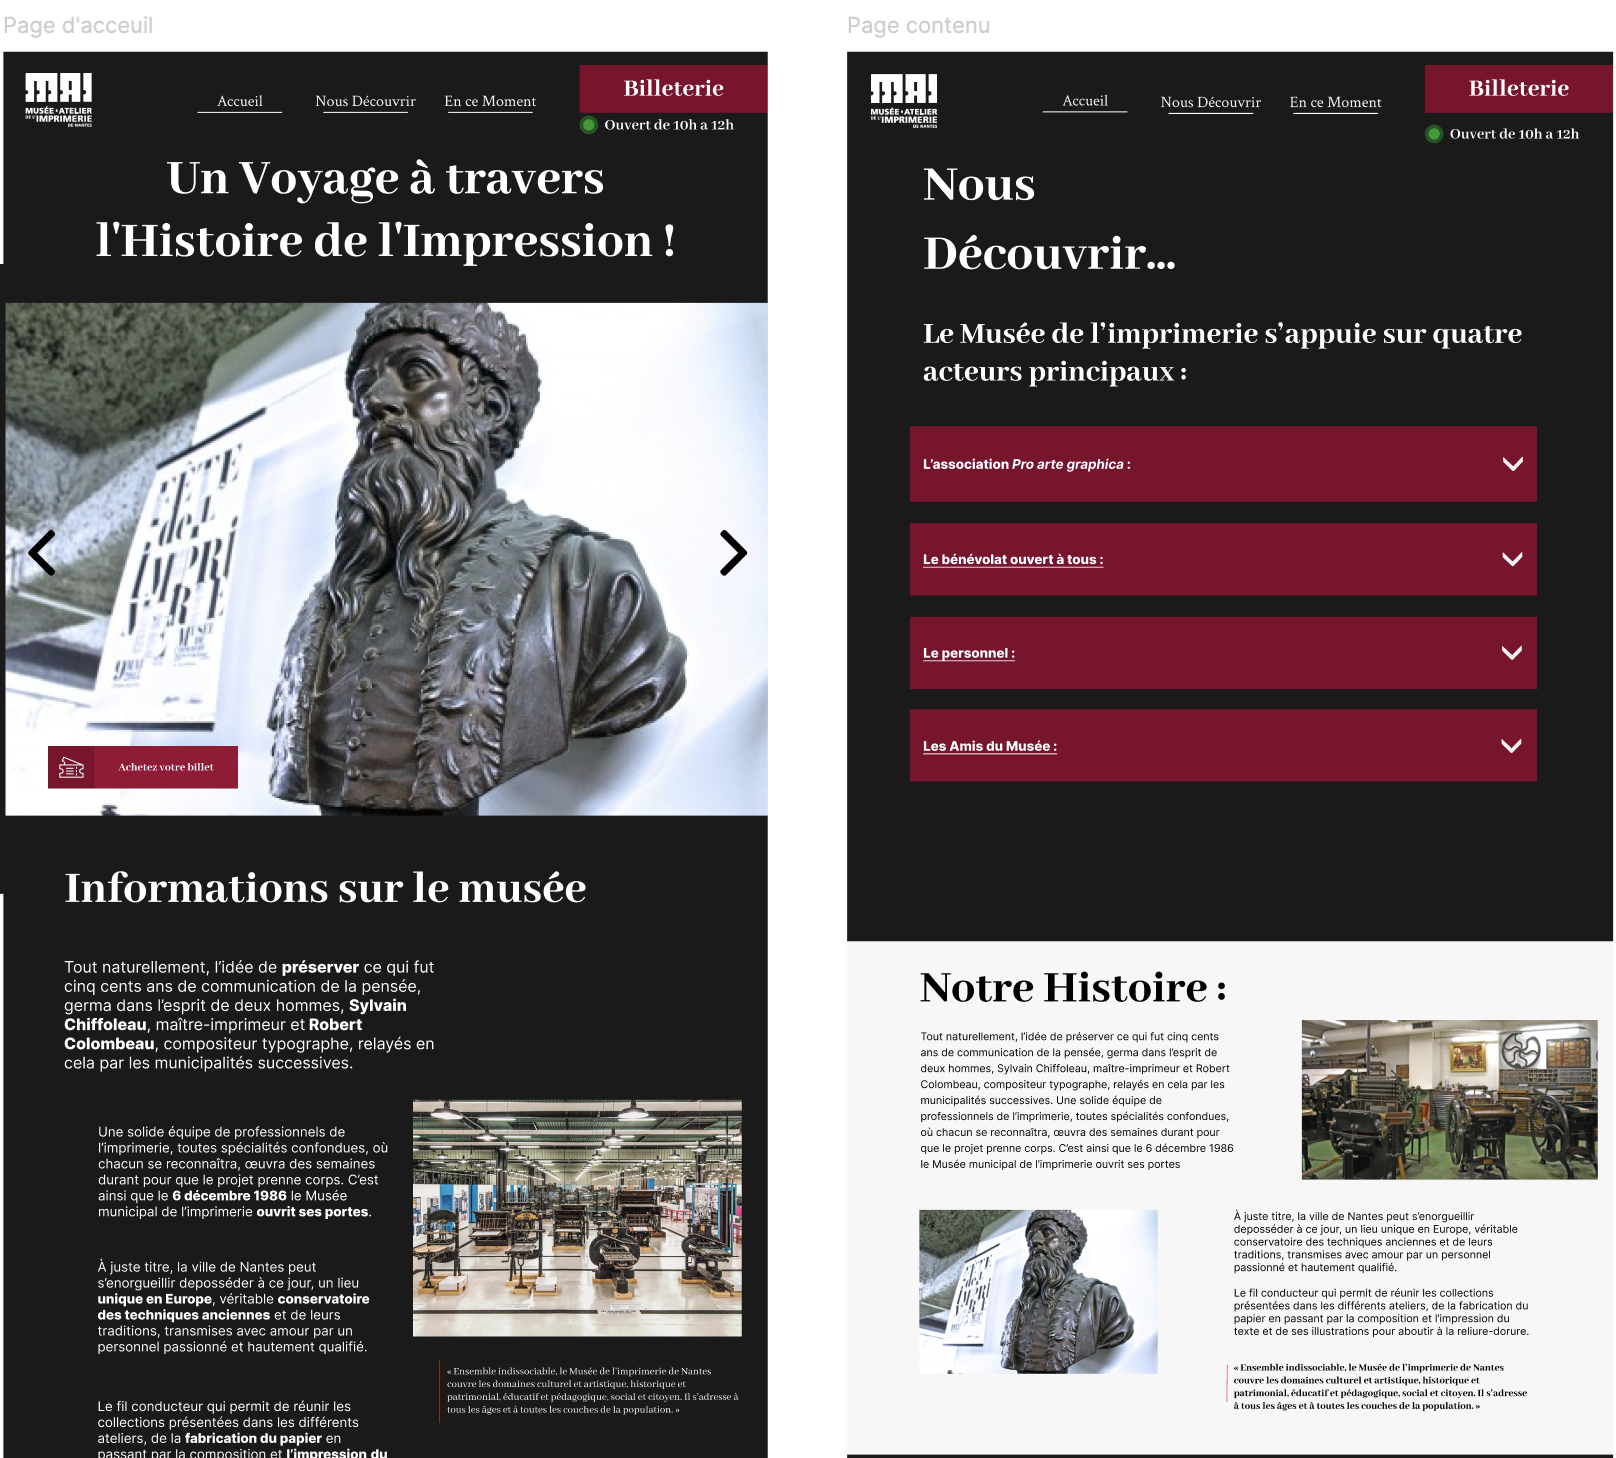 Page d'acceuil
MUSÉE•ATELIER
DE L'IMPRIMERIE
DE NANTES
Accueil
Nous Découvrir
En ce Moment
Billeterie
Ouvert de 10h a 12h
Un Voyage à travers
l'Histoire de l'Impression !
Achetez votre billet
Informations sur le musée
Tout naturellement, l’idée de préserver ce qui fut
cinq cents ans de communication de la pensée,
germa dans l’esprit de deux hommes, Sylvain
Chiffoleau, maître-imprimeur et Robert
Colombeau, compositeur typographe, relayés en
cela par les municipalités successives.
Une solide équipe de professionnels de
l’imprimerie, toutes spécialités confondues, où
chacun se reconnaîtra, œuvra des semaines
durant pour que le projet prenne corps. C’est
ainsi que le 6 décembre 1986 le Musée
municipal de l’imprimerie ouvrit ses portes.
À juste titre, la ville de Nantes peut
s’enorgueillir deposséder à ce jour, un lieu
unique en Europe, véritable conservatoire
des techniques anciennes et de leurs
traditions, transmises avec amour par un
personnel passionné et hautement qualifié.
Le fil conducteur qui permit de réunir les
collections présentées dans les différents
ateliers, de la fabrication du papier en
passant par la composition et l’impression du
« Ensemble indissociable, le Musée de l’imprimerie de Nantes
couvre les domaines culturel et artistique, historique et
patrimonial, éducatif et pédagogique, social et citoyen. Il s’adresse à
tous les âges et à toutes les couches de la population. »
Page contenu
MUSÉE•ATELIER
DE L'IMPRIMERIE
DE NANTES
Accueil
Nous Découvrir
En ce Moment
Billeterie
Ouvert de 10h a 12h
Nous
Découvrir...
Le Musée de l’imprimerie s’appuie sur quatre
acteurs principaux :
L’association Pro arte graphica :
Le bénévolat ouvert à tous :
Le personnel :
Les Amis du Musée :
Notre Histoire :
Tout naturellement, l’idée de préserver ce qui fut cinq cents
ans de communication de la pensée, germa dans l’esprit de
deux hommes, Sylvain Chiffoleau, maître-imprimeur et Robert
Colombeau, compositeur typographe, relayés en cela par les
municipalités successives. Une solide équipe de
professionnels de l’imprimerie, toutes spécialités confondues,
où chacun se reconnaîtra, œuvra des semaines durant pour
que le projet prenne corps. C’est ainsi que le 6 décembre 1986
le Musée municipal de l’imprimerie ouvrit ses portes
À juste titre, la ville de Nantes peut s’enorgueillir
deposséder à ce jour, un lieu unique en Europe, véritable
conservatoire des techniques anciennes et de leurs
traditions, transmises avec amour par un personnel
passionné et hautement qualifié.
Le fil conducteur qui permit de réunir les collections
présentées dans les différents ateliers, de la fabrication du
papier en passant par la composition et l’impression du
texte et de ses illustrations pour aboutir à la reliure-dorure.
« Ensemble indissociable, le Musée de l’imprimerie de Nantes
couvre les domaines culturel et artistique, historique et
patrimonial, éducatif et pédagogique, social et citoyen. Il s’adresse
à tous les âges et à toutes les couches de la population. »